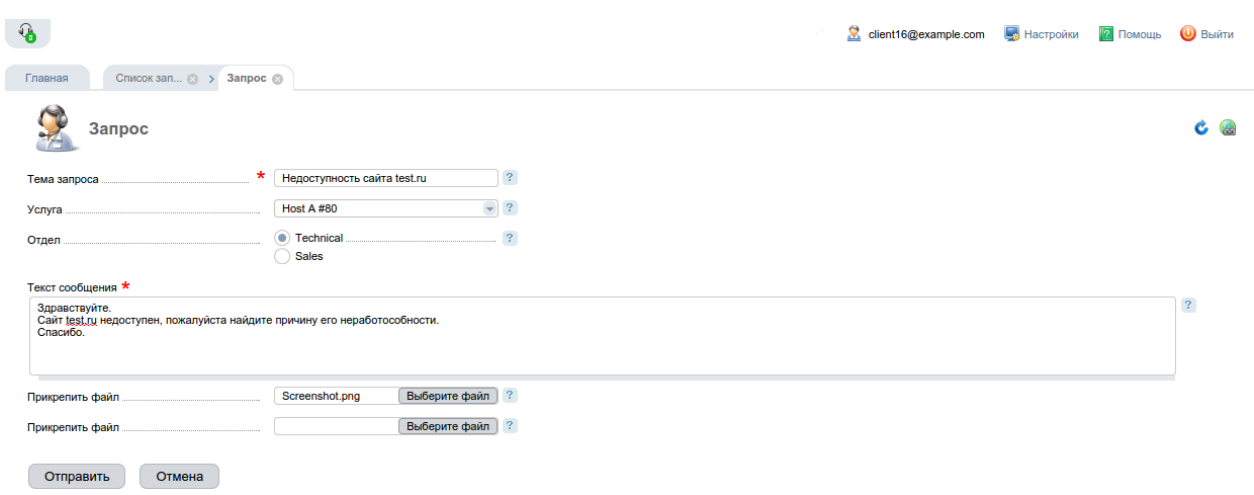 0
client16@example.com Настройки ? Помощь Выйти
Главная Список зап... > Запрос
Запрос
Тема запроса * Недоступность сайта test.ru ?
Услуга Host A #80 ?
Отдел Technical ?
Sales
Текст сообщения *
Здравствуйте. ?
Сайт test.ru недоступен, пожалуйста найдите причину его неработособности.
Спасибо.
Прикрепить файл Screenshot.png Выберите файл ?
Прикрепить файл Выберите файл ?
Отправить Отмена